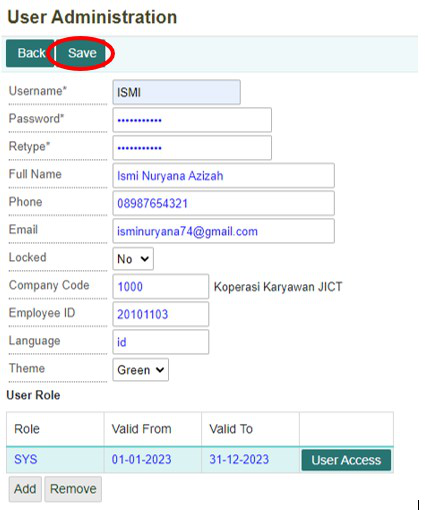 User Administration
Back Save
Username* ISMI
Password* •••••••••••
Retype* •••••••••••
Full Name Ismi Nuryana Azizah
Phone 08987654321
Email isminuryana74@gmail.com
Locked No
Company Code 1000 Koperasi Karyawan JICT
Employee ID 20101103
Language id
Theme Green
User Role
Role Valid From Valid To
SYS 01-01-2023 31-12-2023 User Access
Add Remove